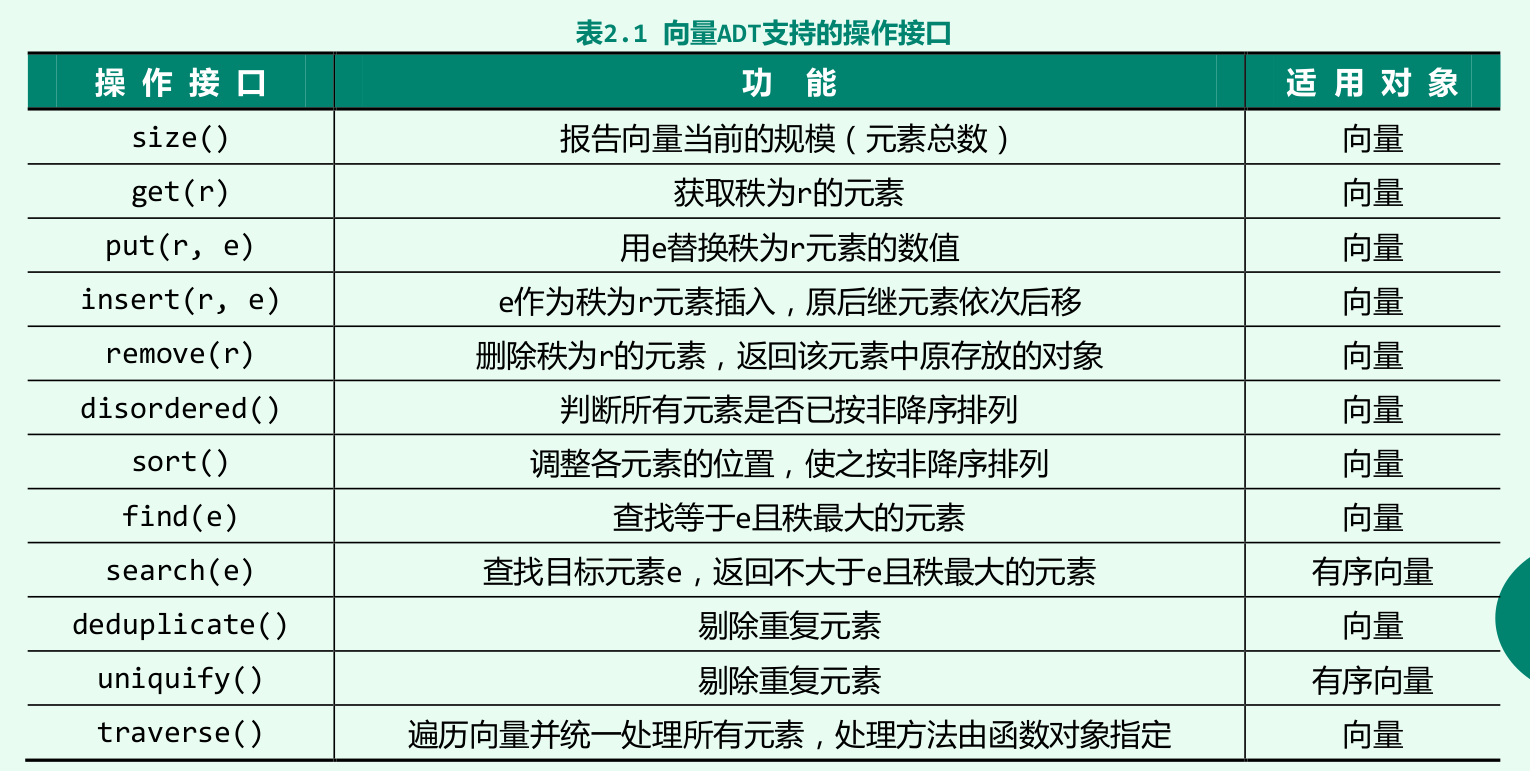 表2.1 向量ADT支持的操作接口
操作接口 功能 适用对象
size() 报告向量当前的规模（元素总数） 向量
get(r) 获取秩为r的元素 向量
put(r, e) 用e替换秩为r元素的数值 向量
insert(r, e) e作为秩为r元素插入，原后继元素依次后移 向量
remove(r) 删除秩为r的元素，返回该元素中原存放的对象 向量
disordered() 判断所有元素是否已按非降序排列 向量
sort() 调整各元素的位置，使之按非降序排列 向量
find(e) 查找等于e且秩最大的元素 向量
search(e) 查找目标元素e，返回不大于e且秩最大的元素 有序向量
deduplicate() 剔除重复元素 向量
uniquify() 剔除重复元素 有序向量
traverse() 遍历向量并统一处理所有元素，处理方法由函数对象指定 向量